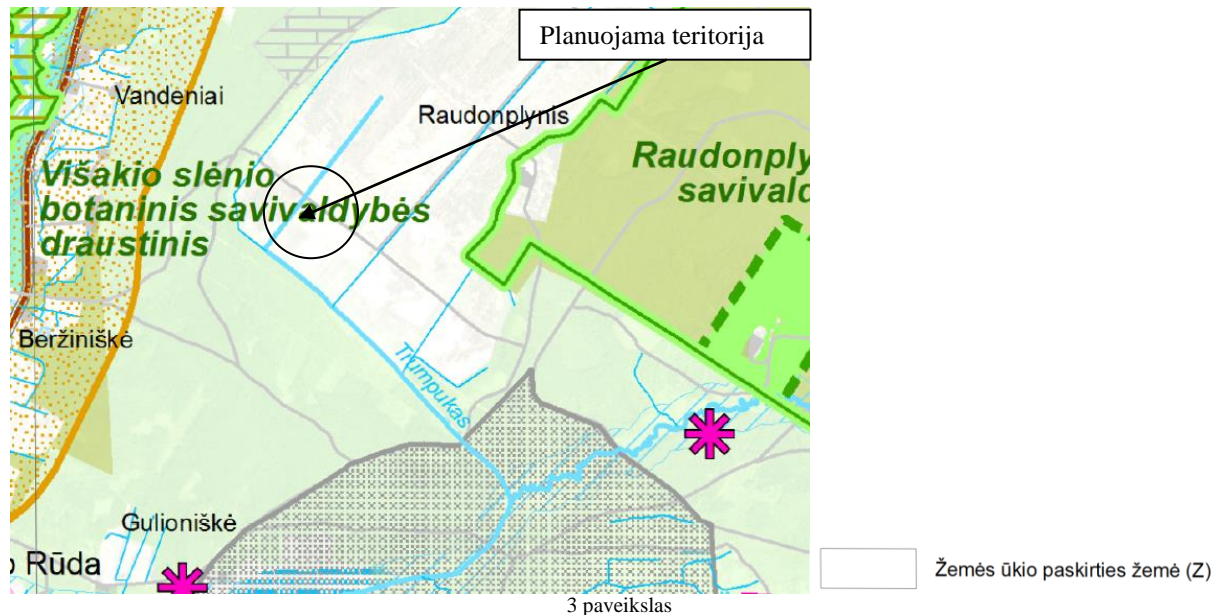 Planuojama teritorija
Vandeniai
Raudonplynis
Višakio slėnio
botaninis savivaldybės
draustinis
Raudonply
savivald
Beržiniškė
Trumpukas
Gulioniškė
o Rūda
Žemės ūkio paskirties žemė (Z)
3 paveikslas